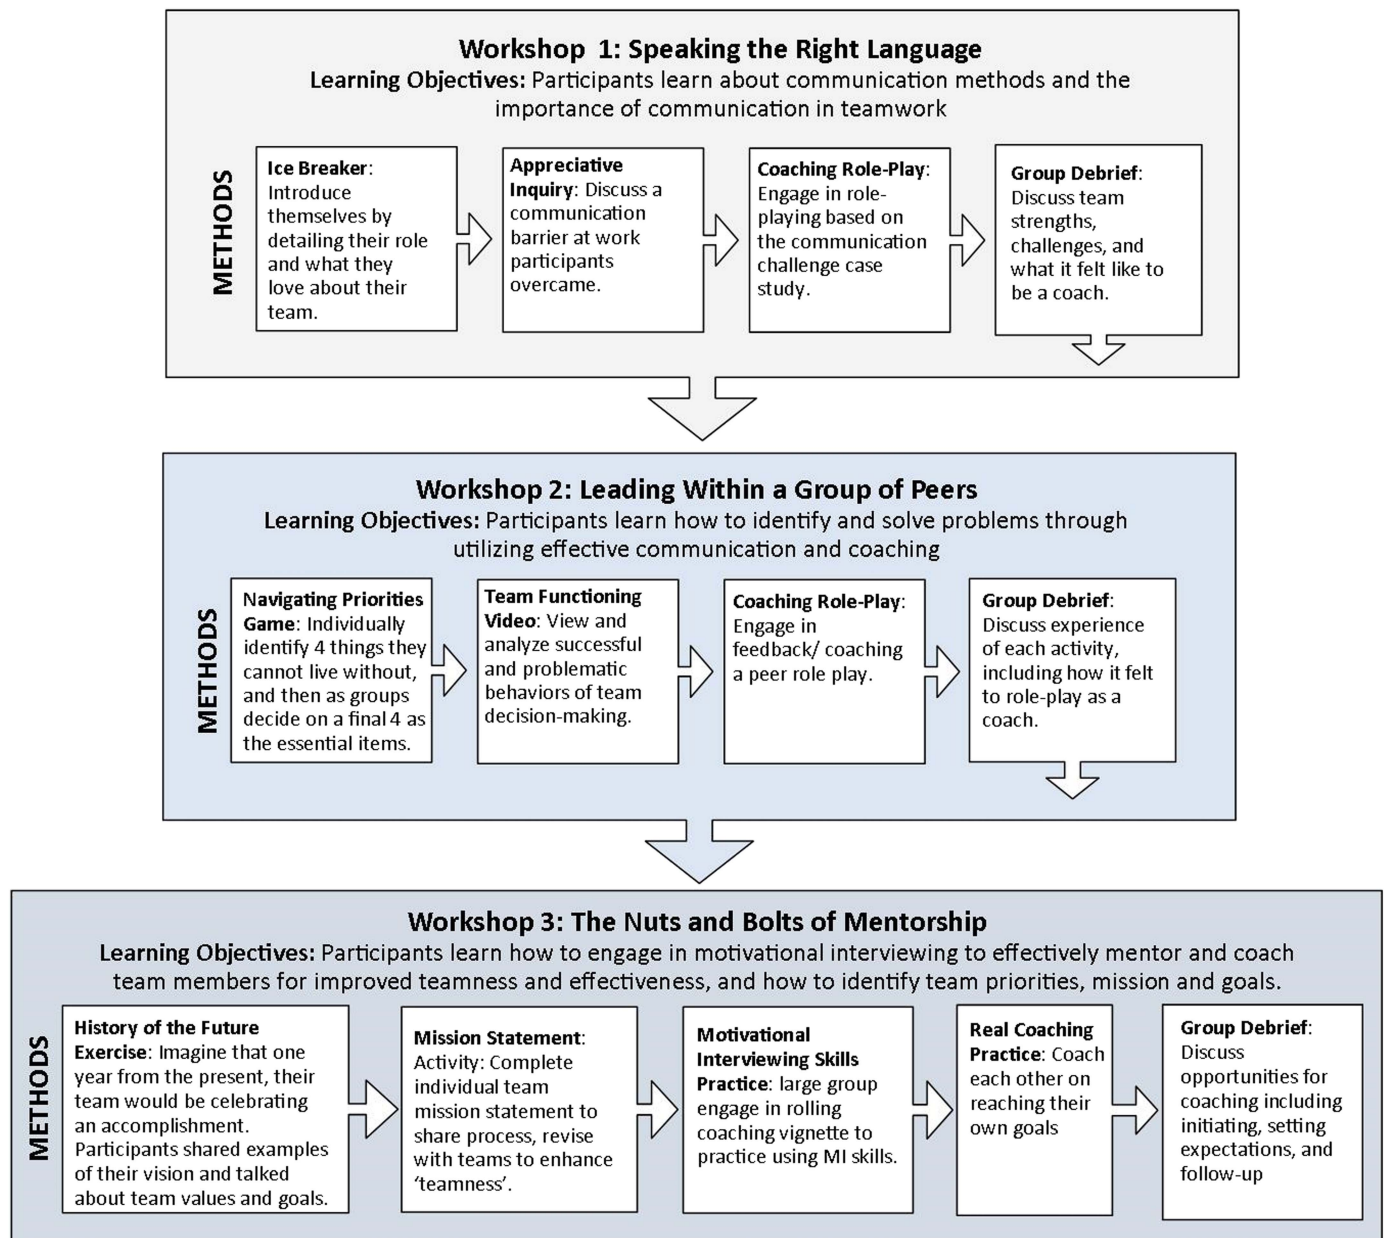 Workshop  1: Speaking the Right Language
Learning Objectives: Participants learn about communication methods and the
importance of communication in teamwork
METHODS
Ice Breaker:
Introduce
themselves by
detailing their role
and what they
love about their
team.
Appreciative
Inquiry: Discuss a
communication
barrier at work
participants
overcame.
Coaching Role-Play:
Engage in role-
playing based on
the communication
challenge case
study.
Group Debrief:
Discuss team
strengths,
challenges, and
what it felt like to
be a coach.
Workshop 2: Leading Within a Group of Peers
Learning Objectives: Participants learn how to identify and solve problems through
utilizing effective communication and coaching
METHODS
Navigating Priorities
Game: Individually
identify 4 things they
cannot live without,
and then as groups
decide on a final 4 as
the essential items.
Team Functioning
Video: View and
analyze successful
and problematic
behaviors of team
decision-making.
Coaching Role-Play:
Engage in
feedback/ coaching
a peer role play.
Group Debrief:
Discuss experience
of each activity,
including how it felt
to role-play as a
coach.
Workshop 3: The Nuts and Bolts of Mentorship
Learning Objectives: Participants learn how to engage in motivational interviewing to effectively mentor and coach
team members for improved teamness and effectiveness, and how to identify team priorities, mission and goals.
METHODS
History of the Future
Exercise: Imagine that one
year from the present, their
team would be celebrating
an accomplishment.
Participants shared examples
of their vision and talked
about team values and goals.
Mission Statement:
Activity: Complete
individual team
mission statement to
share process, revise
with teams to enhance
‘teamness’.
Motivational
Interviewing Skills
Practice: large group
engage in rolling
coaching vignette to
practice using MI skills.
Real Coaching
Practice: Coach
each other on
reaching their
own goals
Group Debrief:
Discuss
opportunities for
coaching including
initiating, setting
expectations, and
follow-up